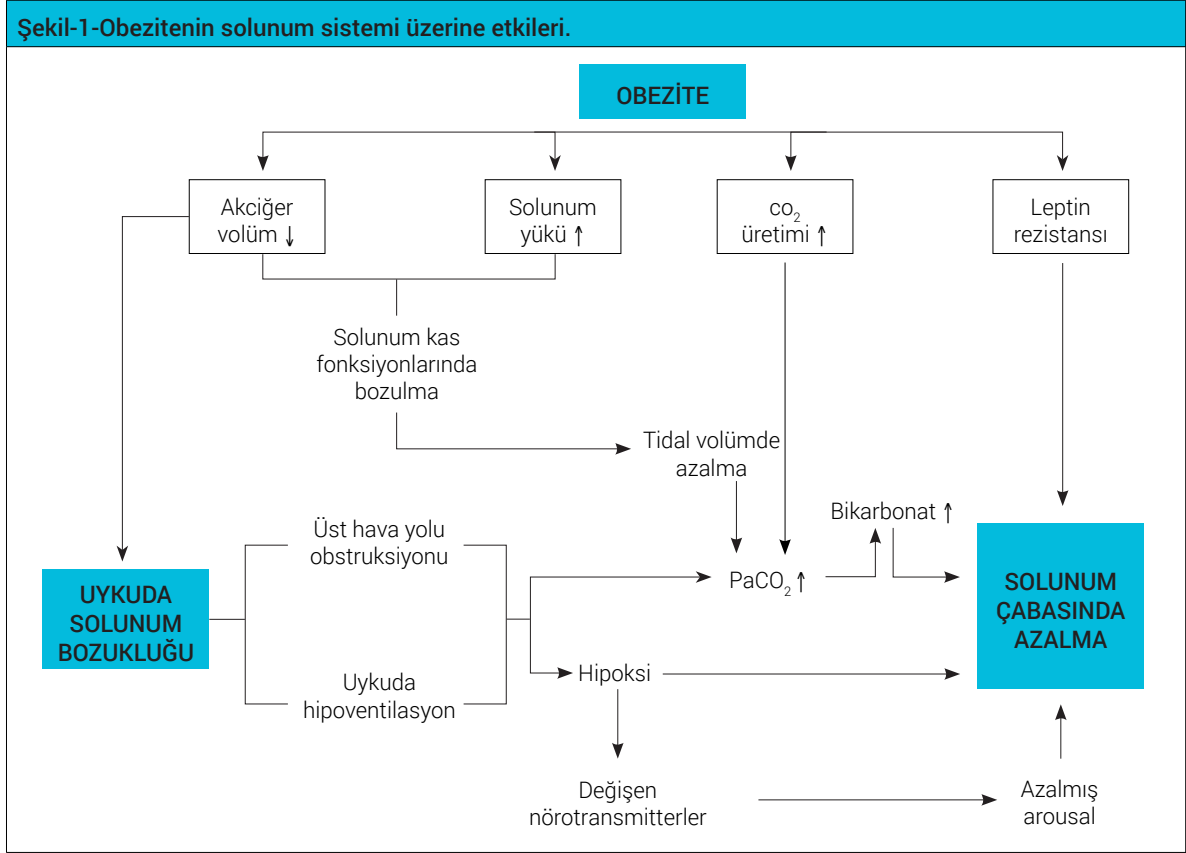 Şekil-1-Obezitenin solunum sistemi üzerine etkileri.
OBEZİTE
Akciğer
volüm ↓
Solunum
yükü ↑
co₂
üretimi ↑
Leptin
rezistansı
Solunum kas
fonksiyonlarında
bozulma
Tidal volümde
azalma
Bikarbonat ↑
Üst hava yolu
obstruksiyonu
PaCO₂ ↑
UYKUDA
SOLUNUM
BOZUKLUĞU
SOLUNUM
ÇABASINDA
AZALMA
Uykuda
hipoventilasyon
Hipoksi
Değişen
nörotransmitterler
Azalmış
arousal